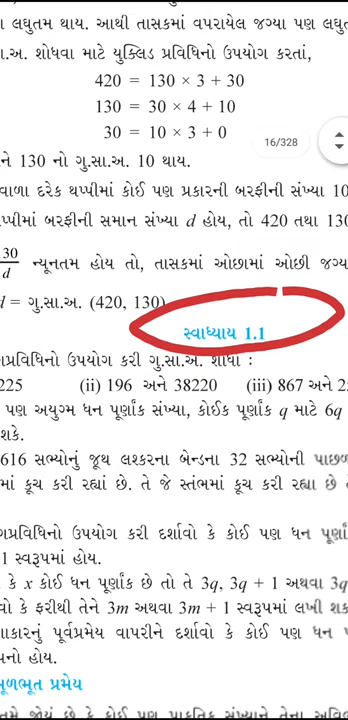 લઘુતમ થાય. આથી તાસકમાં વપરાયેલ જગ્યા પણ લઘુત
.સા.અ. શોધવા માટે યુક્લિડ પ્રવિધિનો ઉપયોગ કરતાં,
420 = 130 × 3 + 30
130 = 30 × 4 + 10
30 = 10 × 3 + 0
16/328
ને 130 નો ગુ.સા.અ. 10 થાય.
વાળા દરેક થપ્પીમાં કોઈ પણ પ્રકારની બરફીની સંખ્યા 10
પ્પીમાં બરફીની સમાન સંખ્યા d હોય, તો 420 તથા 130
30/d ન્યૂનતમ હોય તો, તાસકમાં ઓછામાં ઓછી જગ્ય
d = ગુ.સા.અ. (420, 130)
સ્વાધ્યાય 1.1
ગપ્રવિધિનો ઉપયોગ કરી ગુ.સા.અ. શોધો :
225 (ii) 196 અને 38220 (iii) 867 અને 2
પણ અયુગ્મ ધન પૂર્ણાંક સંખ્યા, કોઈક પૂર્ણાંક q માટે 6q
શકે.
616 સભ્યોનું જૂથ લશ્કરના બેન્ડના 32 સભ્યોની પાછળ
માં કૂચ કરી રહ્યાં છે. તે જે સ્તંભમાં કૂચ કરી રહ્યા છે
ગપ્રવિધિનો ઉપયોગ કરી દર્શાવો કે કોઈ પણ ધન પૂર્ણાં
1 સ્વરૂપમાં હોય.
કે x કોઈ ધન પૂર્ણાંક છે તો તે 3q, 3q + 1 અથવા 3q
વો કે ફરીથી તેને 3m અથવા 3m + 1 સ્વરૂપમાં લખી શક
ગાકારનું પૂર્વપ્રમેય વાપરીને દર્શાવો કે કોઈ પણ ધન
પનો હોય.
મૂળભૂત પ્રમેય